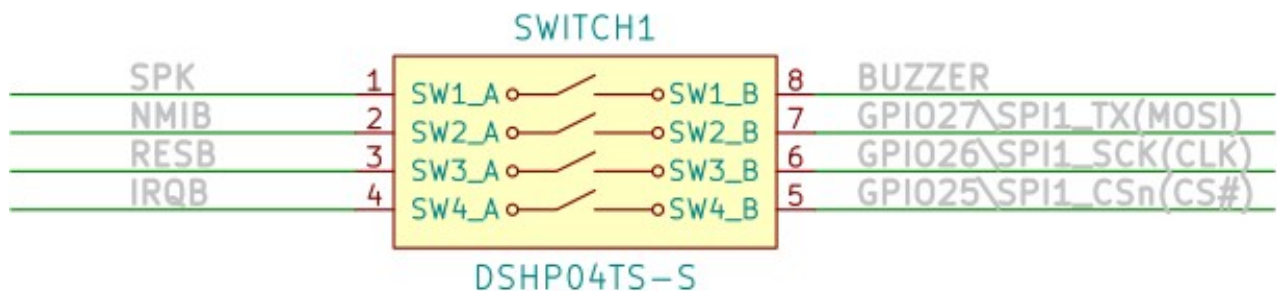 SWITCH1
SPK 1 SW1_A SW1_B 8 BUZZER
NMIB 2 SW2_A SW2_B 7 GPIO27\SPI1_TX(MOSI)
RESB 3 SW3_A SW3_B 6 GPIO26\SPI1_SCK(CLK)
IRQB 4 SW4_A SW4_B 5 GPIO25\SPI1_CSn(CS#)
DSHP04TS-S